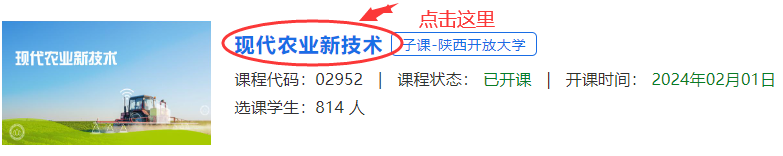 点击这里
现代农业新技术
现代农业新技术 子课-陕西开放大学
课程代码：02952 | 课程状态： 已开课 | 开课时间： 2024年02月01日
选课学生：814 人